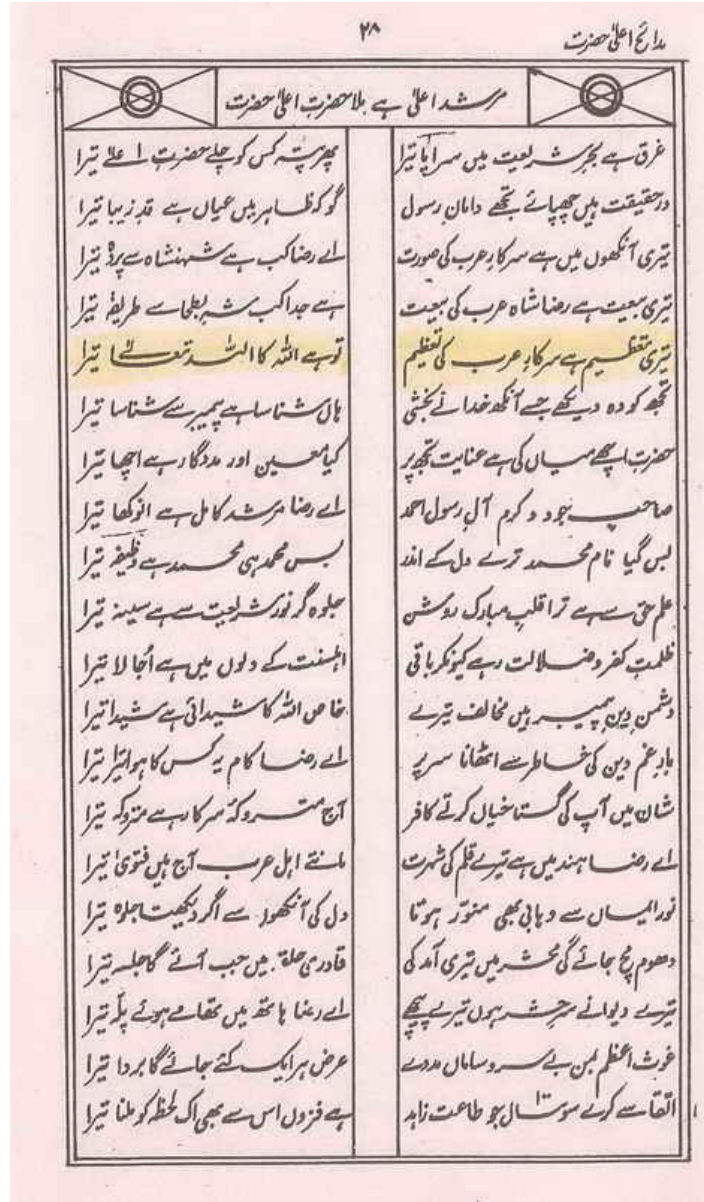 مدائح اعلیٰ حضرت
۲۸
مرشد اعلیٰ ہے بلا حضرت اعلیٰ حضرت
غرق ہے بحرِ شریعت میں سراپا تیرا پھر پتہ کس کو چلے حضرت اعلےٰ تیرا
درحقیقت ہیں چھپائے تجھے دامانِ رسول گو کہ ظاہر میں عیاں ہے قدِ زیبا تیرا
تیری آنکھوں میں ہے سرکارِ عرب کی صورت اے رضا کب ہے شہنشاہ سے پردہ تیرا
تیری بیعت ہے رضا شاہ عرب کی بیعت ہے جدا کب شہِ بطحا سے طریقہ تیرا
تیری تعظیم ہے سرکارِ عرب کی تعظیم تو ہے اللہ کا اللہ تعالےٰ تیرا
تجھ کو وہ دیکھے جسے آنکھ خدا نے بخشی ہاں شناسا ہے پیمبر سے شناسا تیرا
حضرت اچھے میاں کی ہے عنایت تجھ پر کیا معین اور مددگار ہے اچھا تیرا
صاحبِ جود و کرم آلِ رسول احمد اے رضا مرشد کامل ہے انوکھا تیرا
بس گیا نام محمد ترے دل کے اندر بس محمد ہی محمد ہے وظیفہ تیرا
علمِ حق سے ہے ترا قلبِ مبارک روشن جلوہ گر نورِ شریعت سے ہے سینہ تیرا
ظلمتِ کفر و ضلالت رہے کیونکر باقی اہلسنت کے دلوں میں ہے اُجالا تیرا
دشمنِ دینِ پیمبر ہیں مخالف تیرے خاص اللہ کا شیدائی ہے شیدا تیرا
بارِ غم دین کی خاطر سے اٹھانا سر پر اے رضا کام یہ کس کا ہوا تیرا تیرا
شان میں آپ کی گستاخیاں کرتے کافر آج متروکۂ سرکار ہے متروکہ تیرا
اے رضا ہند میں ہے تیرے قلم کی شہرت مانتے اہل عرب آج ہیں فتویٰ تیرا
نورِ ایماں سے وہابی بھی منوّر ہوتا دل کی آنکھوں سے اگر دیکھتا جلوہ تیرا
دھوم مچ جائے گی محشر میں تیری آمد کی قادری حلقہ میں جب آئے گا جلسہ تیرا
تیرے دیوانے سرِ حشر ہوں تیرے پیچھے اے رضا ہاتھ میں تھامے ہوئے پلّہ تیرا
غوث اعظم بمن بے سر و ساماں مددے عرض ہر ایک کئے جائے گا بردا تیرا
اتقا سے کرے سو سال جو طاعت زاہد ہے فزوں اس سے بھی اک لحظہ کو ملنا تیرا